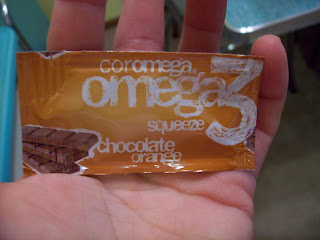 coromega
omega3
squeeze
chocolate
orange